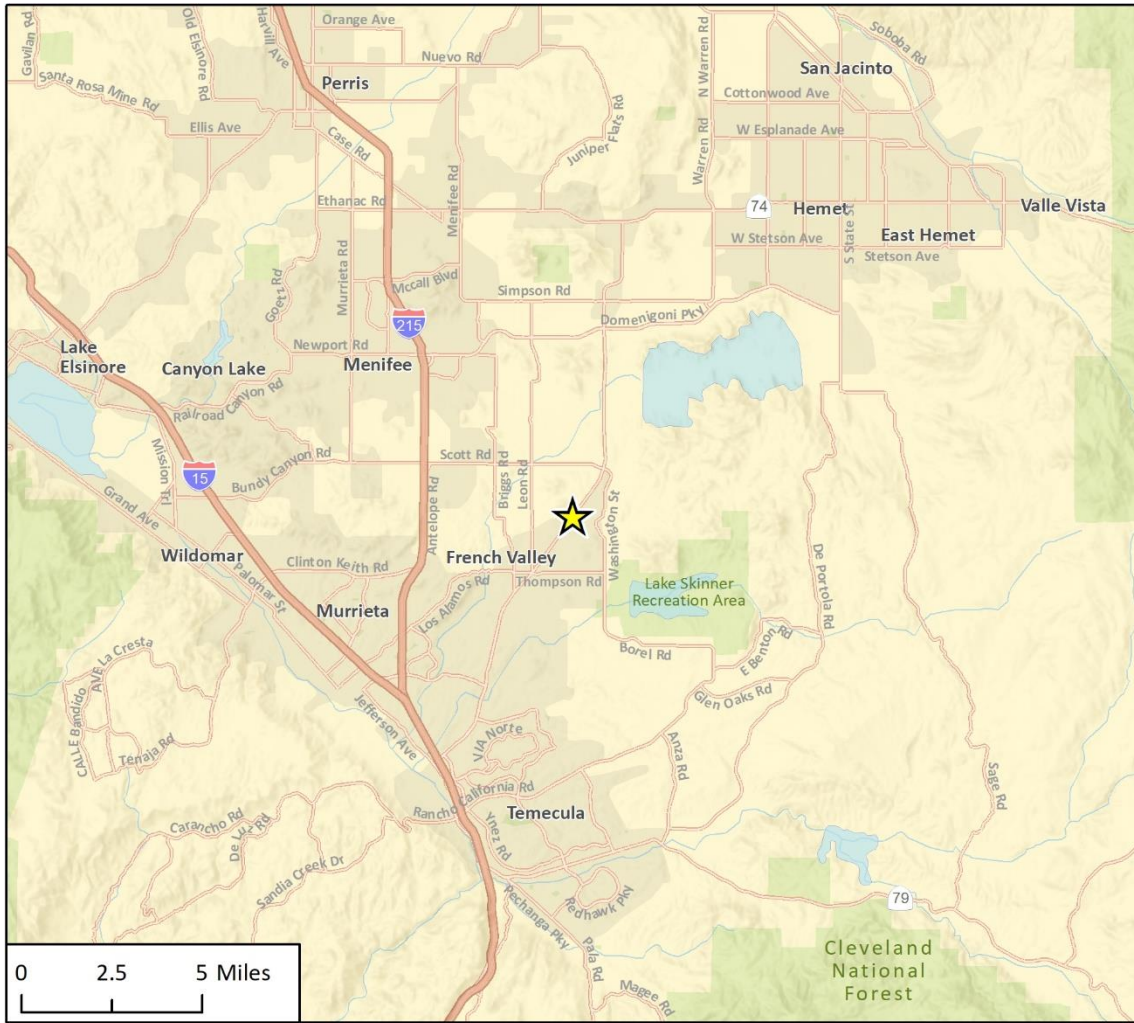 Orange Ave
Gavilan Rd
Old Elsinore Rd
Harvill Ave
Nuevo Rd
N Warren Rd
Soboba Rd
San Jacinto
Perris
Santa Rosa Mine Rd
Cottonwood Ave
Ellis Ave
Case Rd
Juniper Flats Rd
Warren Rd
W Esplanade Ave
Menifee Rd
Menifee Rd
Ethanac Rd
74
Hemet
Valle Vista
W Stetson Ave
S State St
East Hemet
Stetson Ave
Goetz Rd
Murrieta Rd
Mccall Blvd
Simpson Rd
215
Domenigoni Pky
Lake
Elsinore
Canyon Lake
Newport Rd
Menifee
Railroad Canyon Rd
Mission Trl
Bundy Canyon Rd
Scott Rd
15
Grand Ave
Antelope Rd
Briggs Rd
Leon Rd
Washington St
De Portola Rd
Wildomar
Clinton Keith Rd
French Valley
Thompson Rd
Palomar St
Lake Skinner
Recreation Area
Murrieta
Los Alamos Rd
Borel Rd
E Benton Rd
AVE La Cresta
CALLE Bandido
Glen Oaks Rd
Jefferson Ave
VIA Norte
Anza Rd
Tenaja Rd
Sage Rd
Rancho California Rd
Temecula
Carancho Rd
De Luz Rd
Ynez Rd
Sandia Creek Dr
Redhawk Pky
Pechanga Pky
79
Pala Rd
Cleveland
National
Forest
Magee Rd
0 2.5 5 Miles